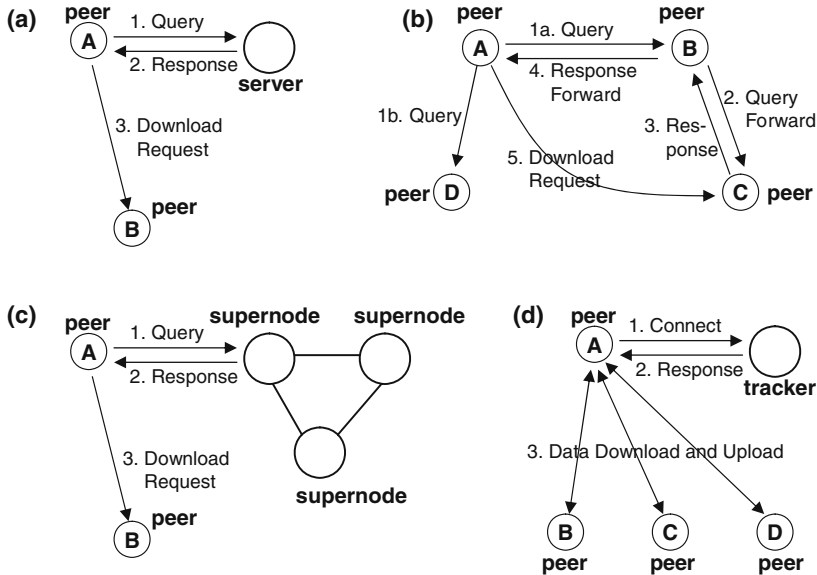 (a)
peer
A
1. Query
2. Response
server
3. Download
Request
peer
B
(b)
peer
A
1a. Query
4. Response
Forward
peer
B
1b. Query
2. Query
Forward
3. Res-
ponse
5. Download
Request
peer
D
C
peer
(c)
peer
A
1. Query
2. Response
supernode
supernode
supernode
3. Download
Request
peer
B
(d)
peer
A
1. Connect
2. Response
tracker
3. Data Download and Upload
B
peer
C
peer
D
peer